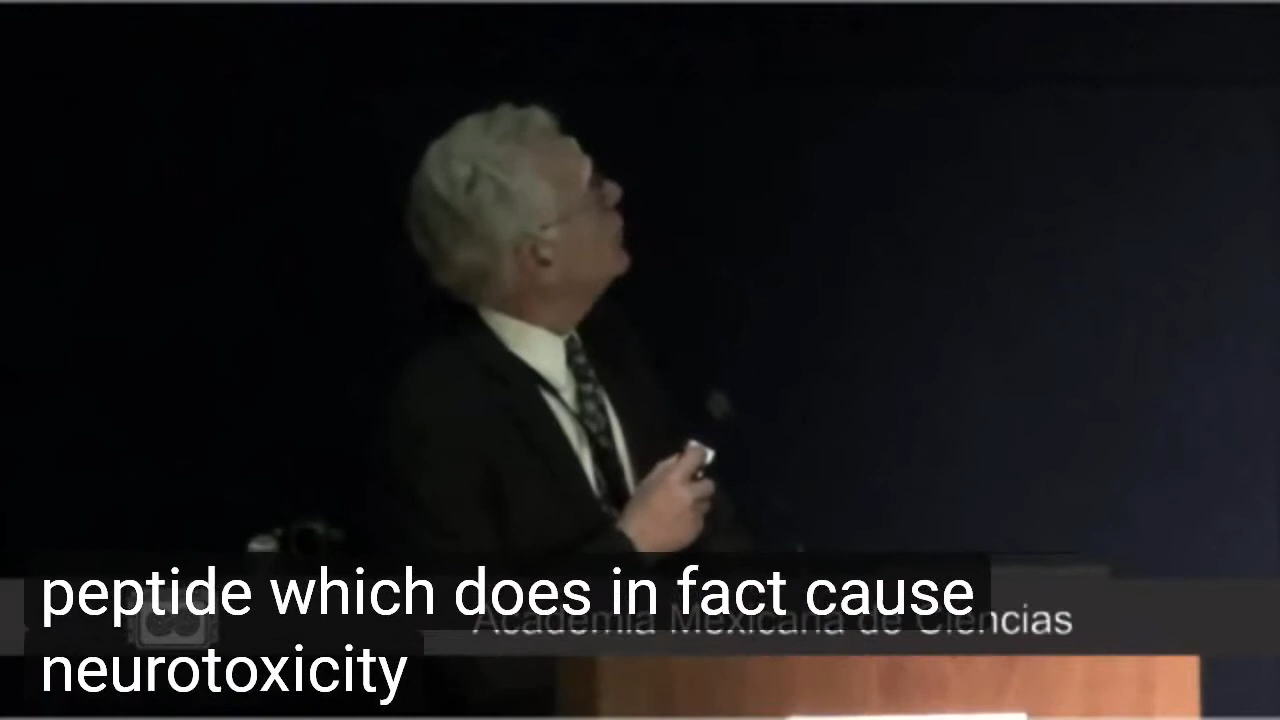 peptide which does in fact cause
Academia Mexicana de Ciencias
neurotoxicity